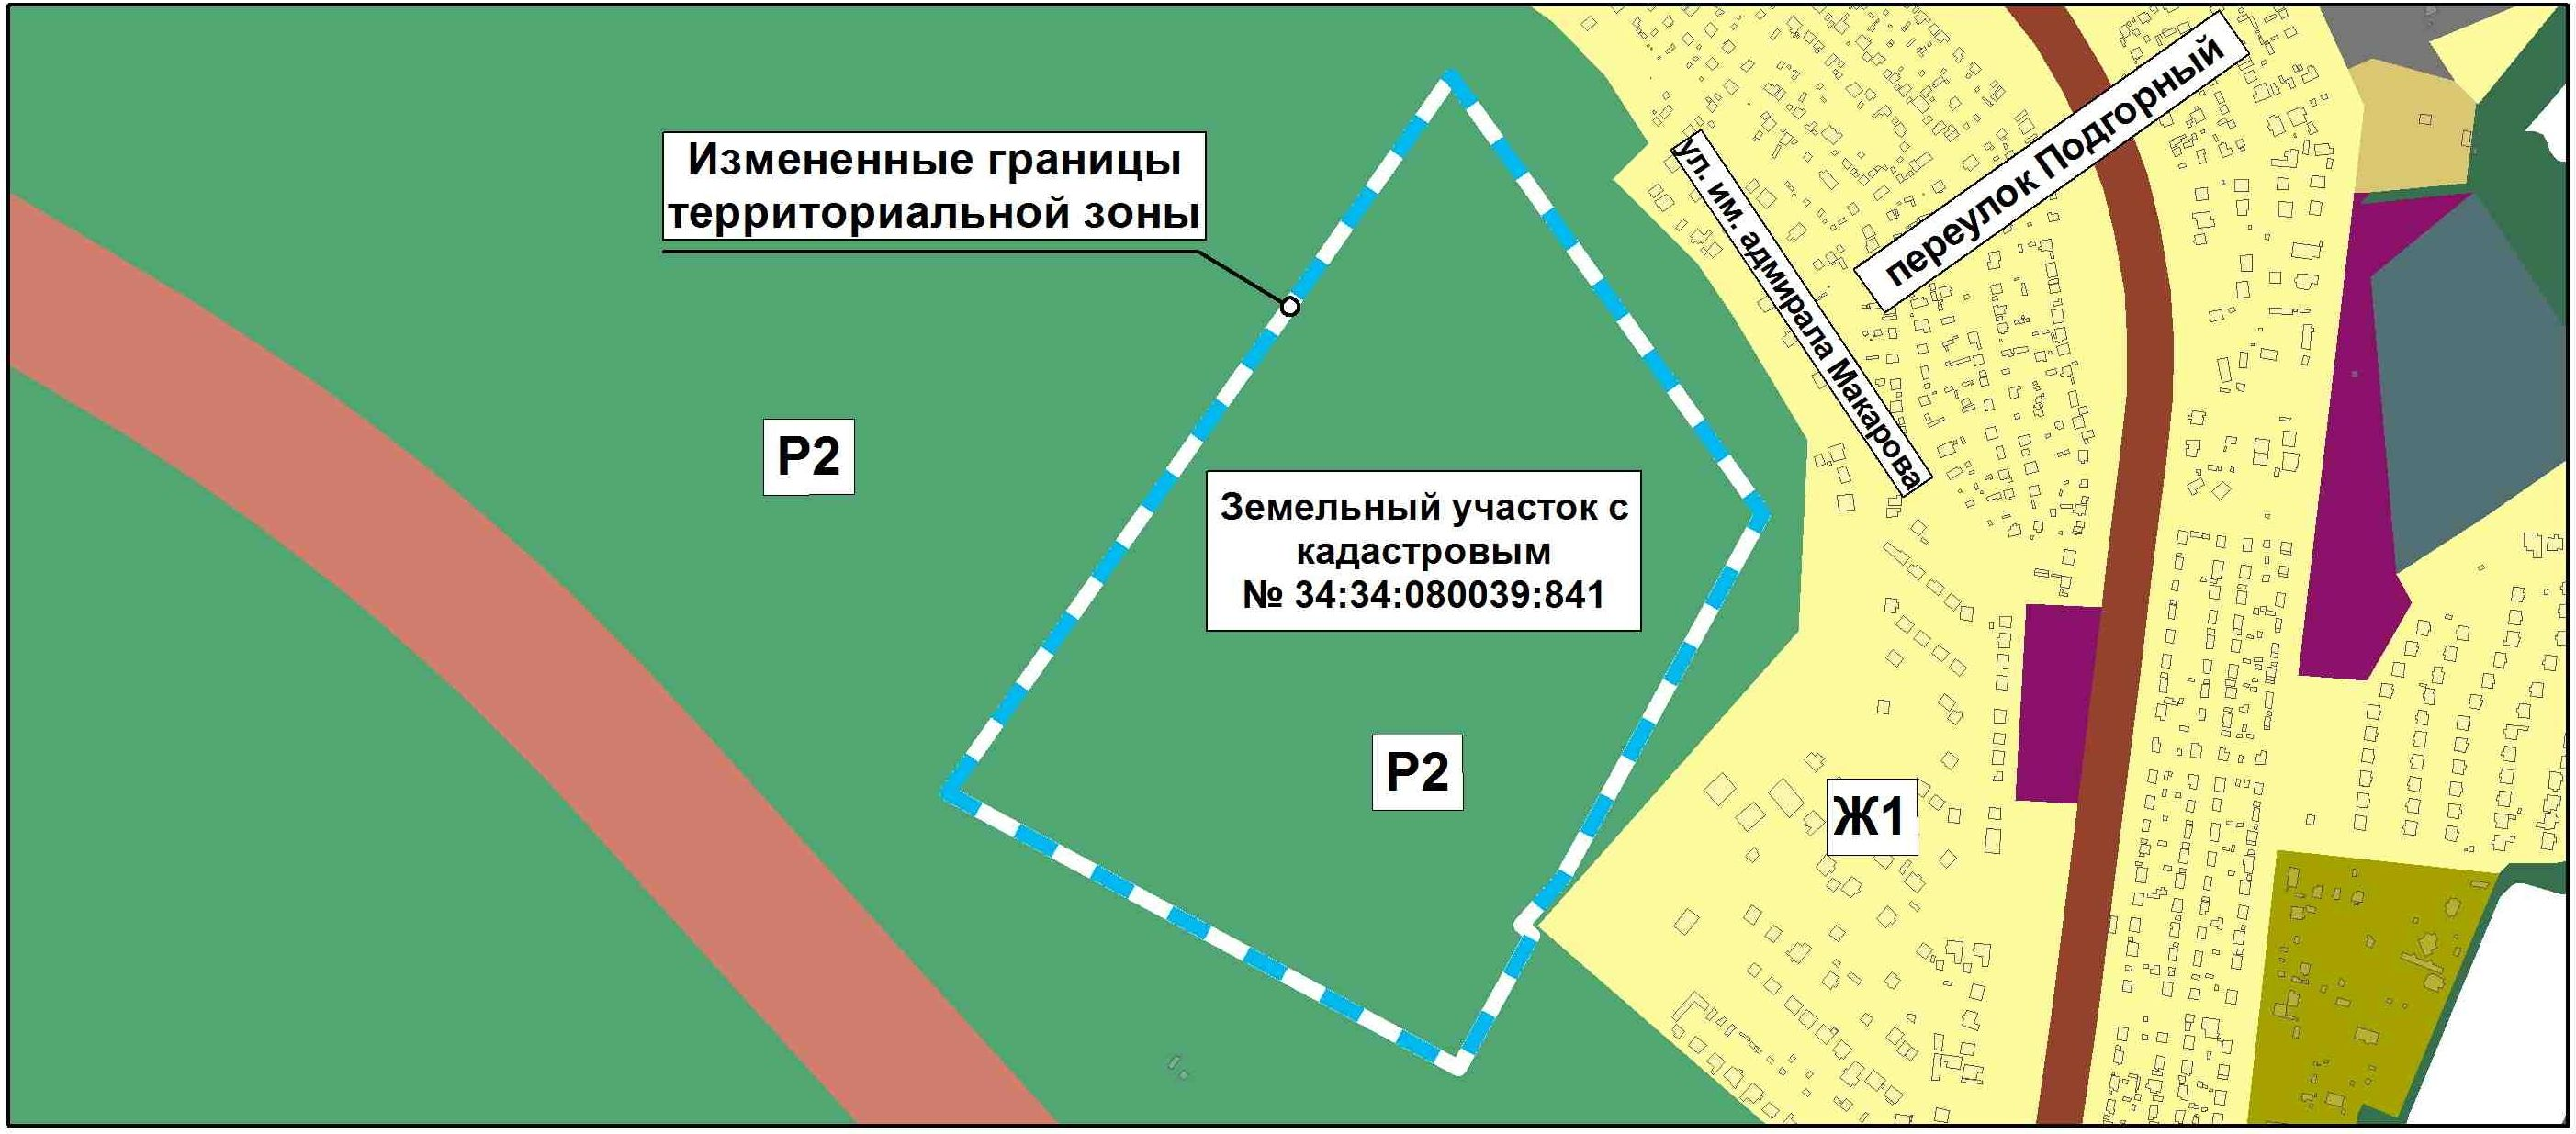 Измененные границы
территориальной зоны
переулок Подгорный
ул. им. адмирала Макарова
Р2
Земельный участок с
кадастровым
№ 34:34:080039:841
Р2
Ж1